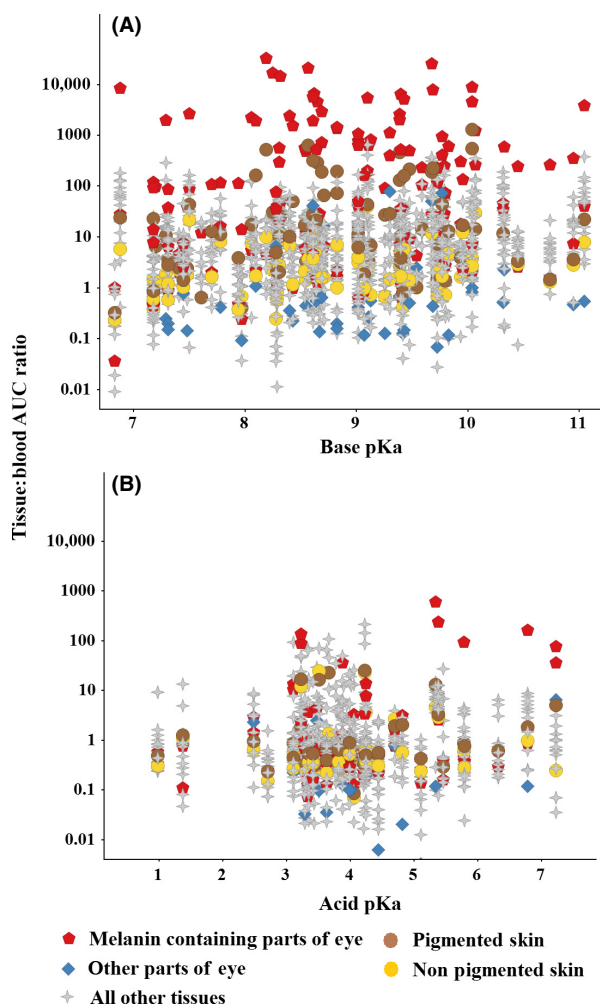 (A)
10,000
1000
100
10
1
0.1
0.01
7 8 9 10 11
Base pKa
Tissue:blood AUC ratio
(B)
10,000
1000
100
10
1
0.1
0.01
1 2 3 4 5 6 7
Acid pKa
Melanin containing parts of eye
Pigmented skin
Other parts of eye
Non pigmented skin
All other tissues